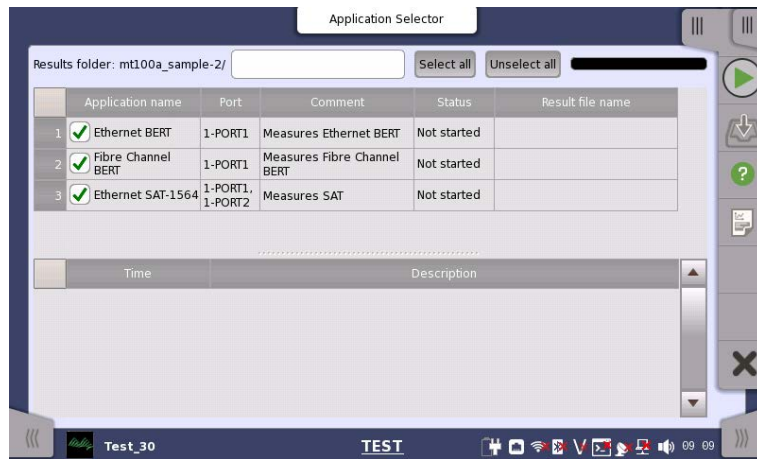 Application Selector
Results folder: mt100a_sample-2/
Select all
Unselect all
Application name Port Comment Status Result file name
1 Ethernet BERT 1-PORT1 Measures Ethernet BERT Not started
2 Fibre Channel BERT 1-PORT1 Measures Fibre Channel BERT Not started
3 Ethernet SAT-1564 1-PORT1, 1-PORT2 Measures SAT Not started
Time Description
Test_30
TEST
09 09